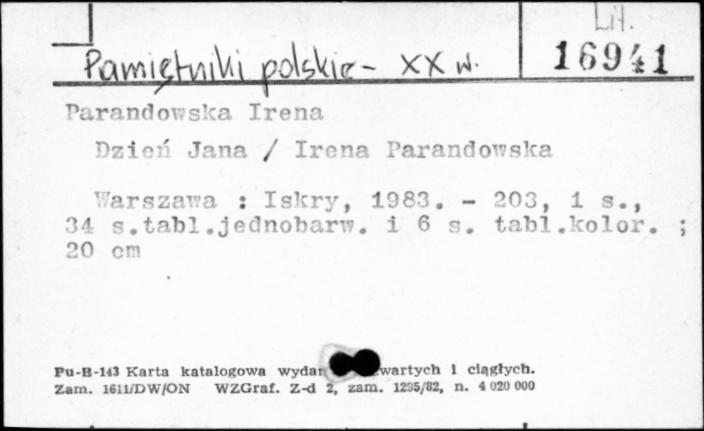 Lit.
Pamiętniki polskie - XX w.
16941
Parandowska Irena
Dzień Jana / Irena Parandowska
Warszawa : Iskry, 1983. - 203, 1 s.,
34 s.tabl.jednobarw. i 6 s. tabl.kolor. ;
20 cm
Pu-B-143 Karta katalogowa wydaw wartych i ciągłych.
Zam. 1611/DW/ON WZGraf. Z-d 2, zam. 1295/82, n. 4 020 000